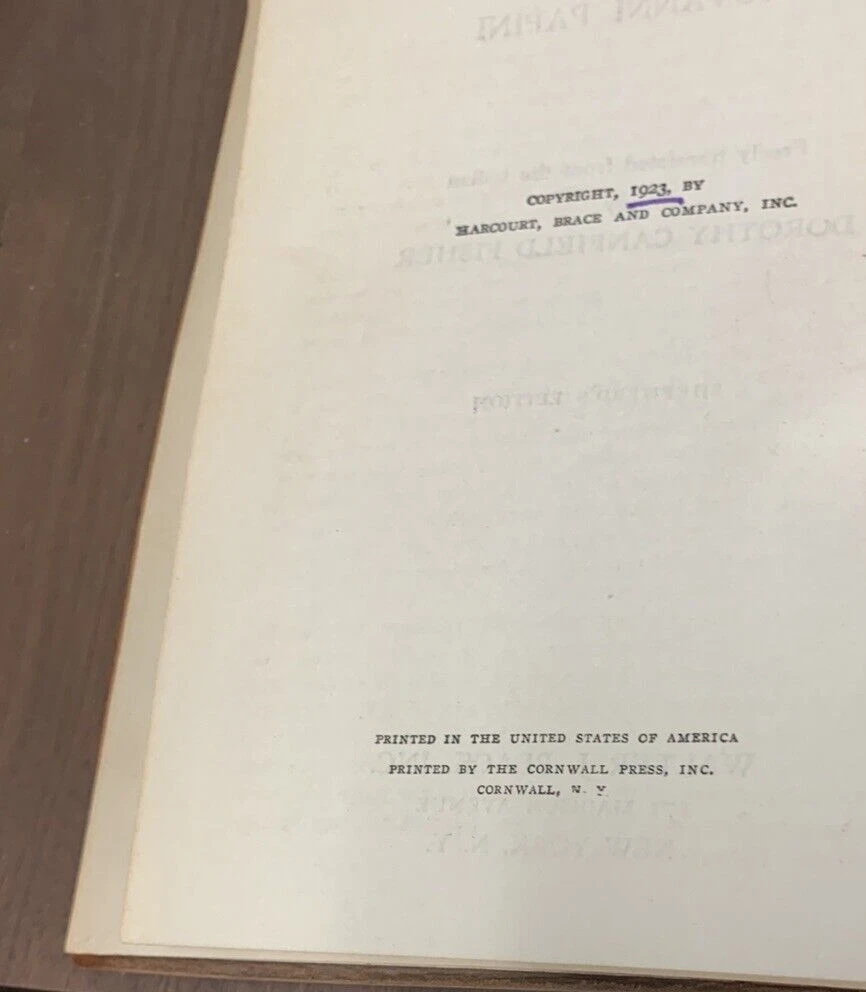 COPYRIGHT, 1923, BY
HARCOURT, BRACE AND COMPANY, INC.
PRINTED IN THE UNITED STATES OF AMERICA
PRINTED BY THE CORNWALL PRESS, INC.
CORNWALL, N. Y.